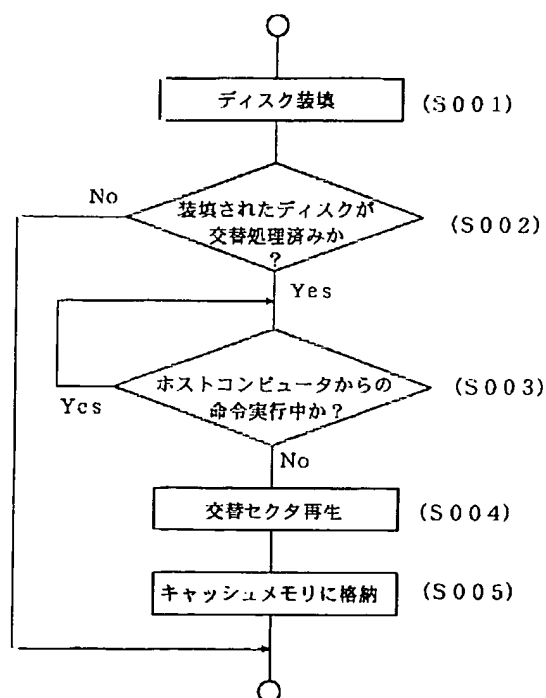 ディスク装填
(S001)
No
装填されたディスクが
交替処理済みか
?
(S002)
Yes
ホストコンピュータからの
命令実行中か?
(S003)
Yes
No
交替セクタ再生
(S004)
キャッシュメモリに格納
(S005)